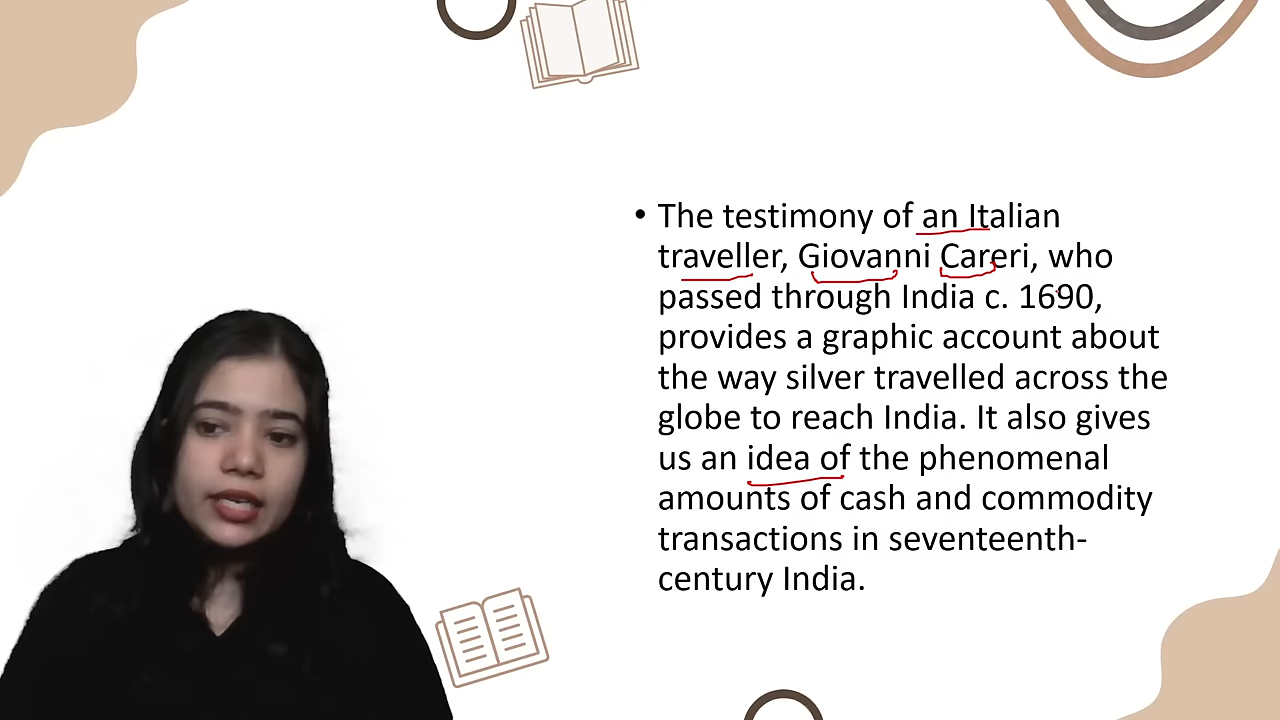 • The testimony of an Italian
traveller, Giovanni Careri, who
passed through India c. 1690,
provides a graphic account about
the way silver travelled across the
globe to reach India. It also gives
us an idea of the phenomenal
amounts of cash and commodity
transactions in seventeenth-
century India.